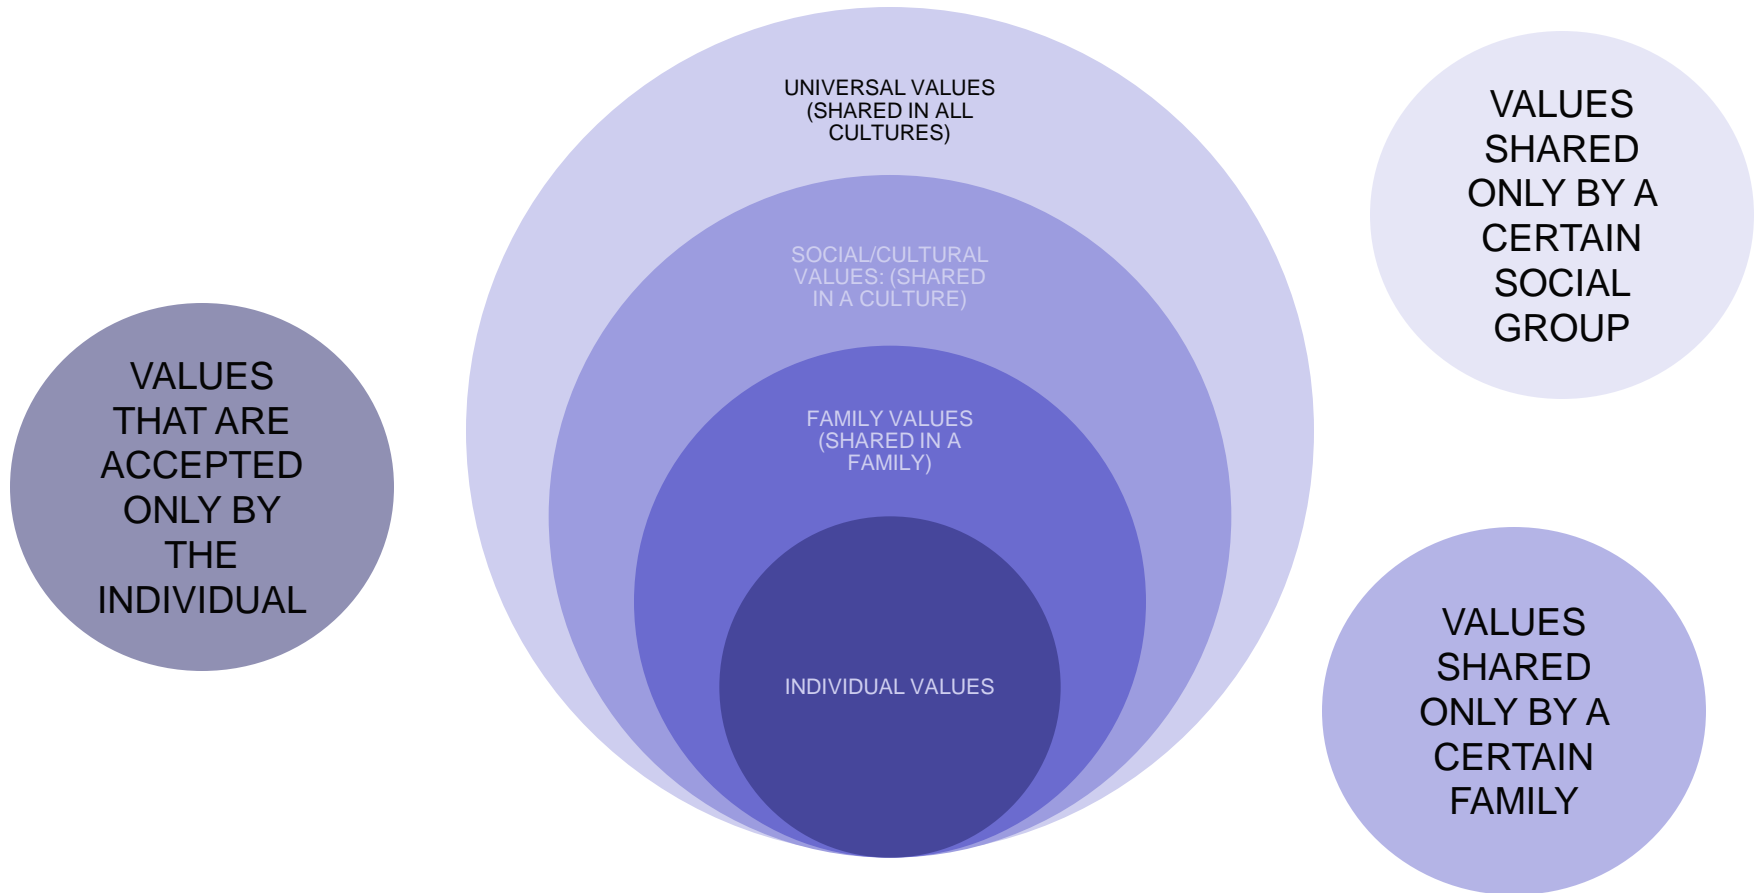 UNIVERSAL VALUES
(SHARED IN ALL
CULTURES)
SOCIAL/CULTURAL
VALUES: (SHARED
IN A CULTURE)
FAMILY VALUES
(SHARED IN A
FAMILY)
INDIVIDUAL VALUES
VALUES
THAT ARE
ACCEPTED
ONLY BY
THE
INDIVIDUAL
VALUES
SHARED
ONLY BY A
CERTAIN
SOCIAL
GROUP
VALUES
SHARED
ONLY BY A
CERTAIN
FAMILY